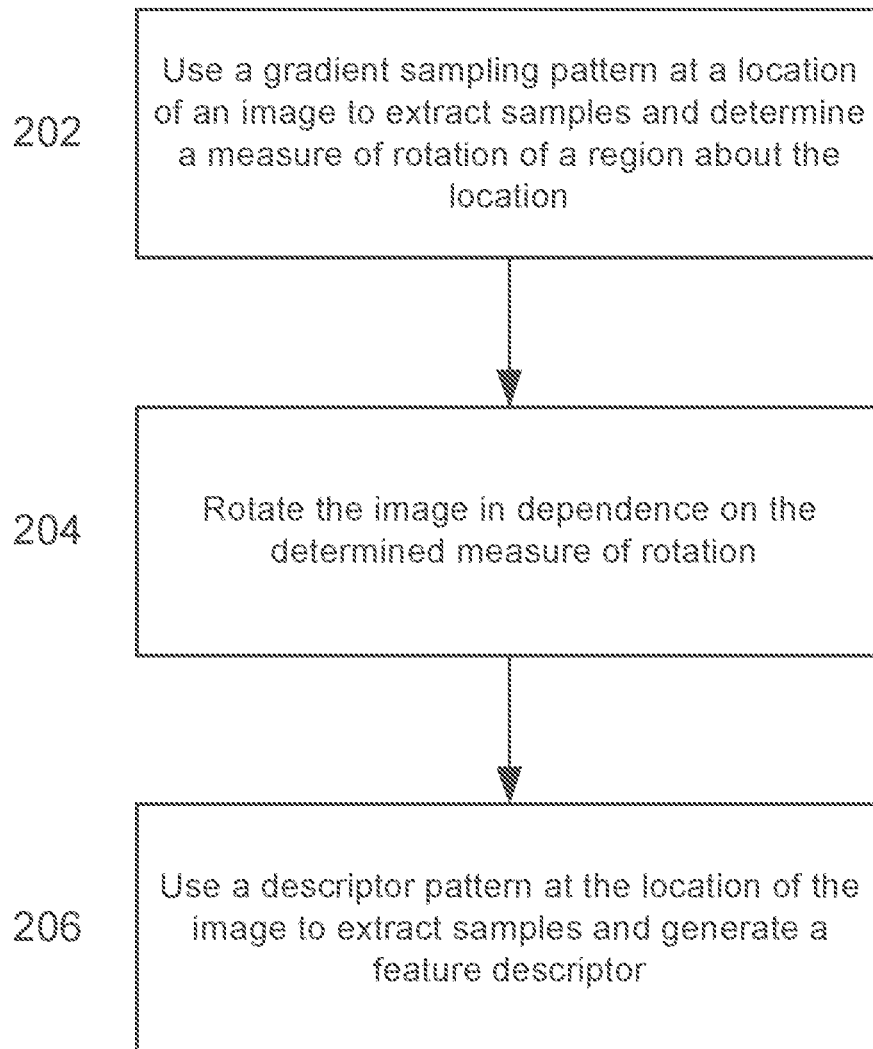 202
Use a gradient sampling pattern at a location
of an image to extract samples and determine
a measure of rotation of a region about the
location
204
Rotate the image in dependence on the
determined measure of rotation
206
Use a descriptor pattern at the location of the
image to extract samples and generate a
feature descriptor